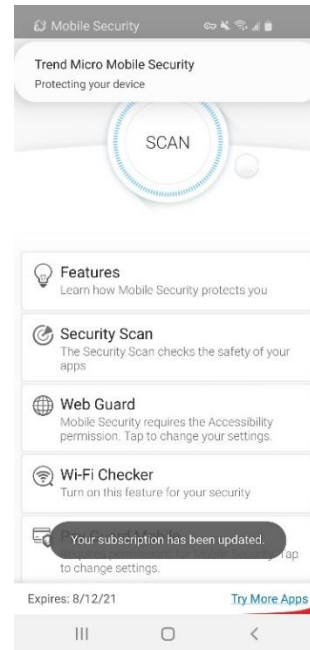 Mobile Security
Trend Micro Mobile Security
Protecting your device
SCAN
Features
Learn how Mobile Security protects you
Security Scan
The Security Scan checks the safety of your
apps
Web Guard
Mobile Security requires the Accessibility
permission. Tap to change your settings.
Wi-Fi Checker
Turn on this feature for your security
Pay Guard Mobile
Your subscription has been updated.
Tap
to change settings.
Expires: 8/12/21
Try More Apps